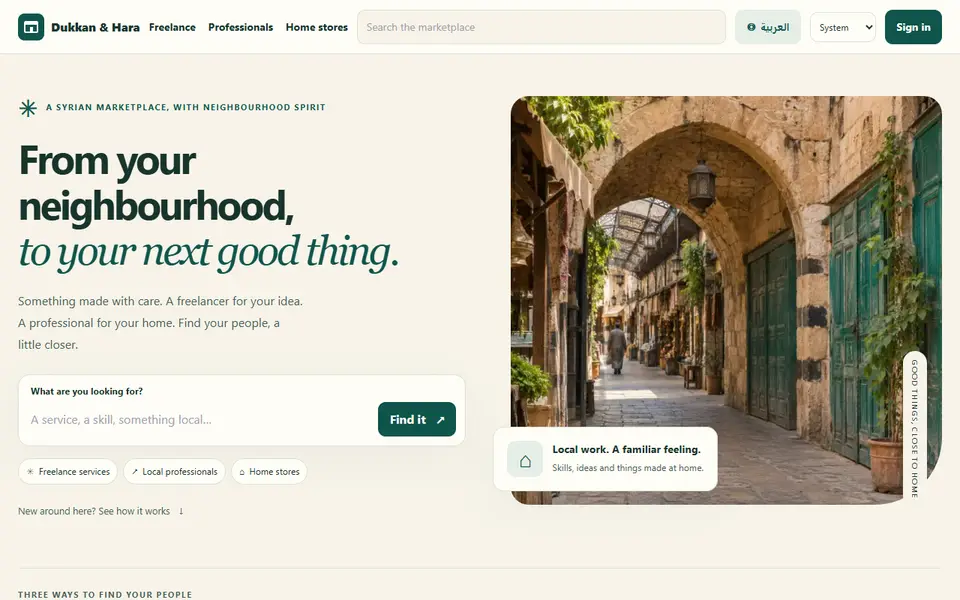 Dukkan & Hara
Freelance
Professionals
Home stores
Search the marketplace
العربية
System
Sign in
A SYRIAN MARKETPLACE, WITH NEIGHBOURHOOD SPIRIT
From your
neighbourhood,
to your next good thing.
Something made with care. A freelancer for your idea.
A professional for your home. Find your people, a
little closer.
What are you looking for?
A service, a skill, something local...
Find it ↗
Freelance services
↗ Local professionals
⌂ Home stores
New around here? See how it works ↓
Local work. A familiar feeling.
Skills, ideas and things made at home.
GOOD THINGS, CLOSE TO HOME
THREE WAYS TO FIND YOUR PEOPLE